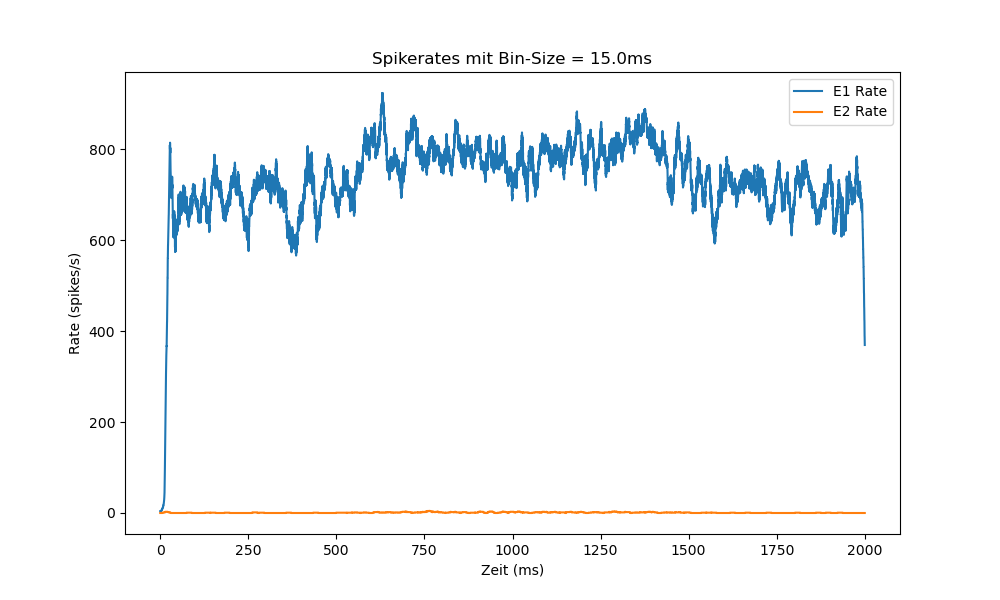 Spikerates mit Bin-Size = 15.0ms
E1 Rate
E2 Rate
Rate (spikes/s)
800
600
400
200
0
0 250 500 750 1000 1250 1500 1750 2000
Zeit (ms)